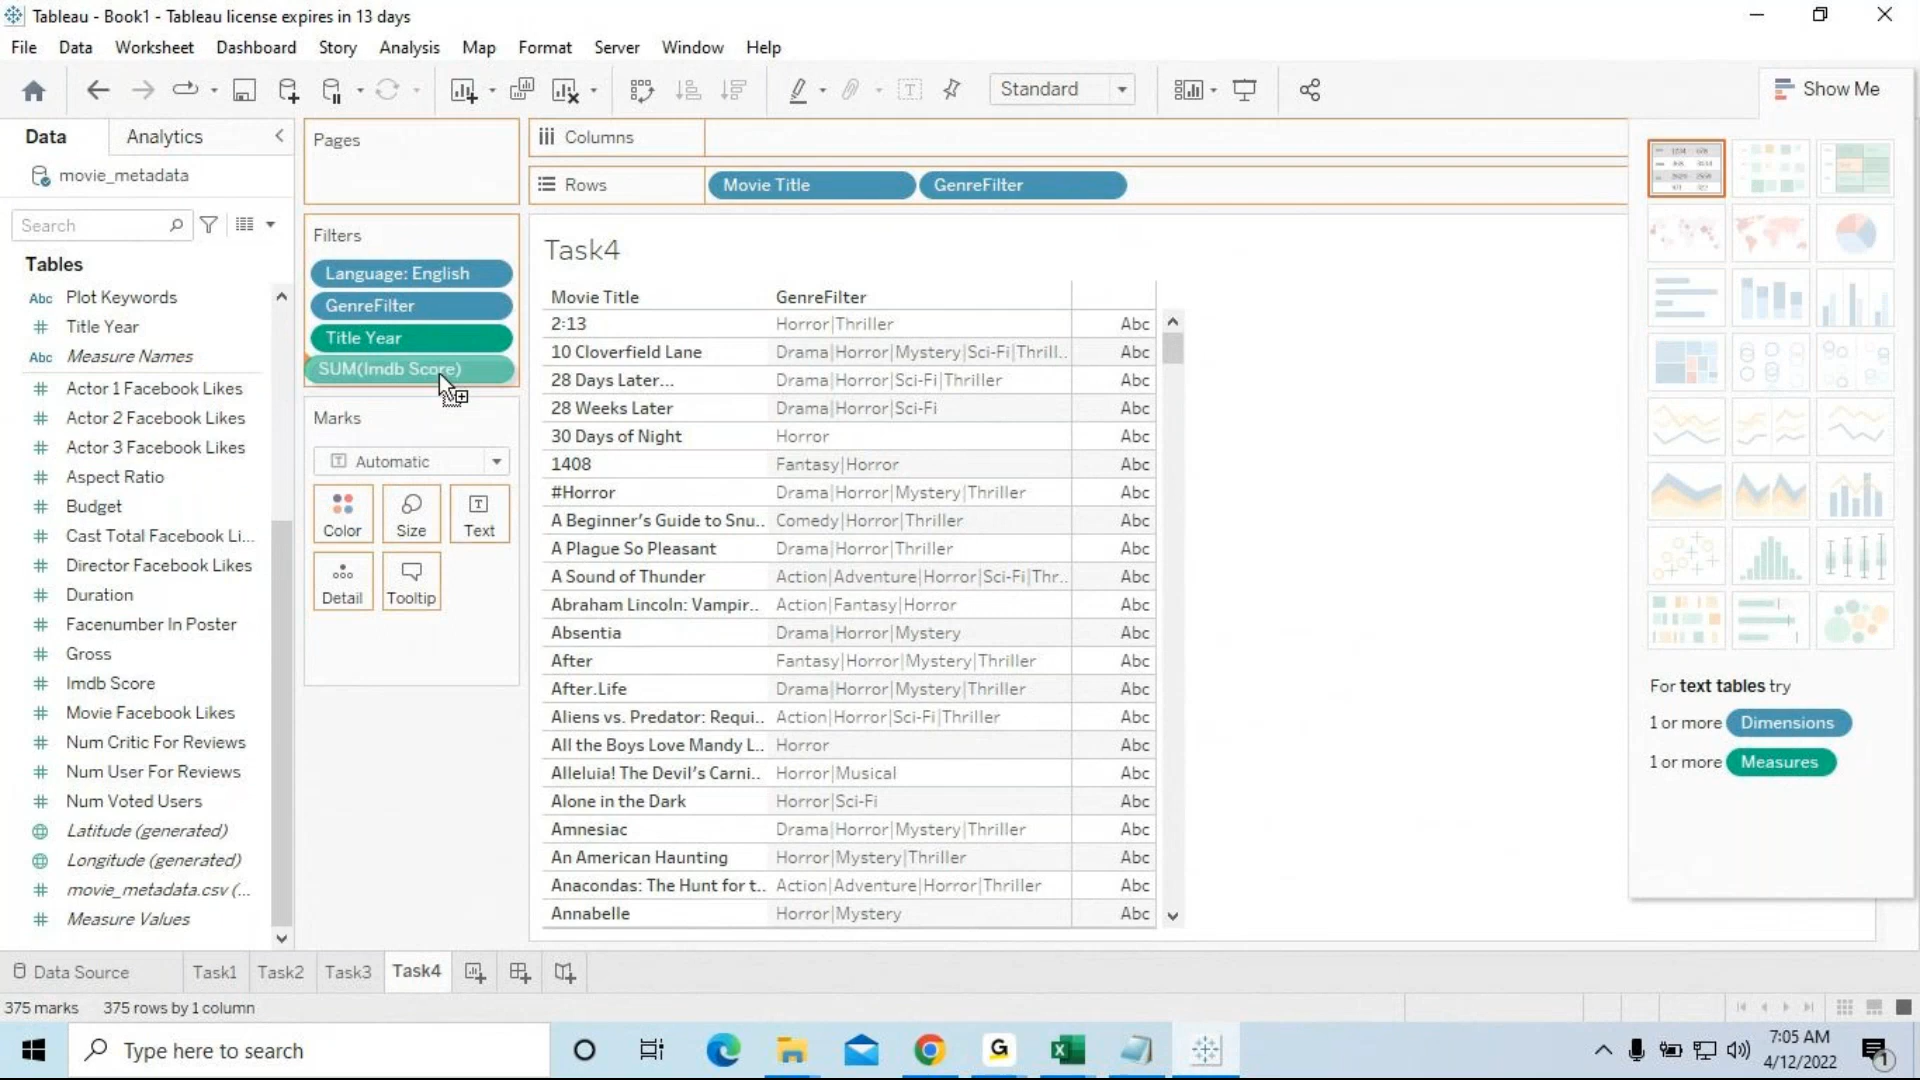 Tableau - Book1 - Tableau license expires in 13 days
File Data Worksheet Dashboard Story Analysis Map Format Server Window Help
Standard
Show Me
Data Analytics
movie_metadata
Search
Tables
Abc Plot Keywords
# Title Year
Abc Measure Names
# Actor 1 Facebook Likes
# Actor 2 Facebook Likes
# Actor 3 Facebook Likes
# Aspect Ratio
# Budget
# Cast Total Facebook Li...
# Director Facebook Likes
# Duration
# Facenumber In Poster
# Gross
# Imdb Score
# Movie Facebook Likes
# Num Critic For Reviews
# Num User For Reviews
# Num Voted Users
Latitude (generated)
Longitude (generated)
# movie_metadata.csv (...
# Measure Values
Pages
Filters
Language: English
GenreFilter
Title Year
SUM(Imdb Score)
Marks
Automatic
Color Size Text
Detail Tooltip
Columns
Rows Movie Title GenreFilter
Task4
Movie Title GenreFilter
2:13 Horror|Thriller Abc
10 Cloverfield Lane Drama|Horror|Mystery|Sci-Fi|Thrill.. Abc
28 Days Later... Drama|Horror|Sci-Fi|Thriller Abc
28 Weeks Later Drama|Horror|Sci-Fi Abc
30 Days of Night Horror Abc
1408 Fantasy|Horror Abc
#Horror Drama|Horror|Mystery|Thriller Abc
A Beginner's Guide to Snu.. Comedy|Horror|Thriller Abc
A Plague So Pleasant Drama|Horror|Thriller Abc
A Sound of Thunder Action|Adventure|Horror|Sci-Fi|Thr.. Abc
Abraham Lincoln: Vampir.. Action|Fantasy|Horror Abc
Absentia Drama|Horror|Mystery Abc
After Fantasy|Horror|Mystery|Thriller Abc
After.Life Drama|Horror|Mystery|Thriller Abc
Aliens vs. Predator: Requi.. Action|Horror|Sci-Fi|Thriller Abc
All the Boys Love Mandy L.. Horror Abc
Alleluia! The Devil's Carni.. Horror|Musical Abc
Alone in the Dark Horror|Sci-Fi Abc
Amnesiac Drama|Horror|Mystery|Thriller Abc
An American Haunting Horror|Mystery|Thriller Abc
Anacondas: The Hunt for t.. Action|Adventure|Horror|Thriller Abc
Annabelle Horror|Mystery Abc
For text tables try
1 or more Dimensions
1 or more Measures
Data Source Task1 Task2 Task3 Task4
375 marks 375 rows by 1 column
Type here to search
G
7:05 AM
4/12/2022
1